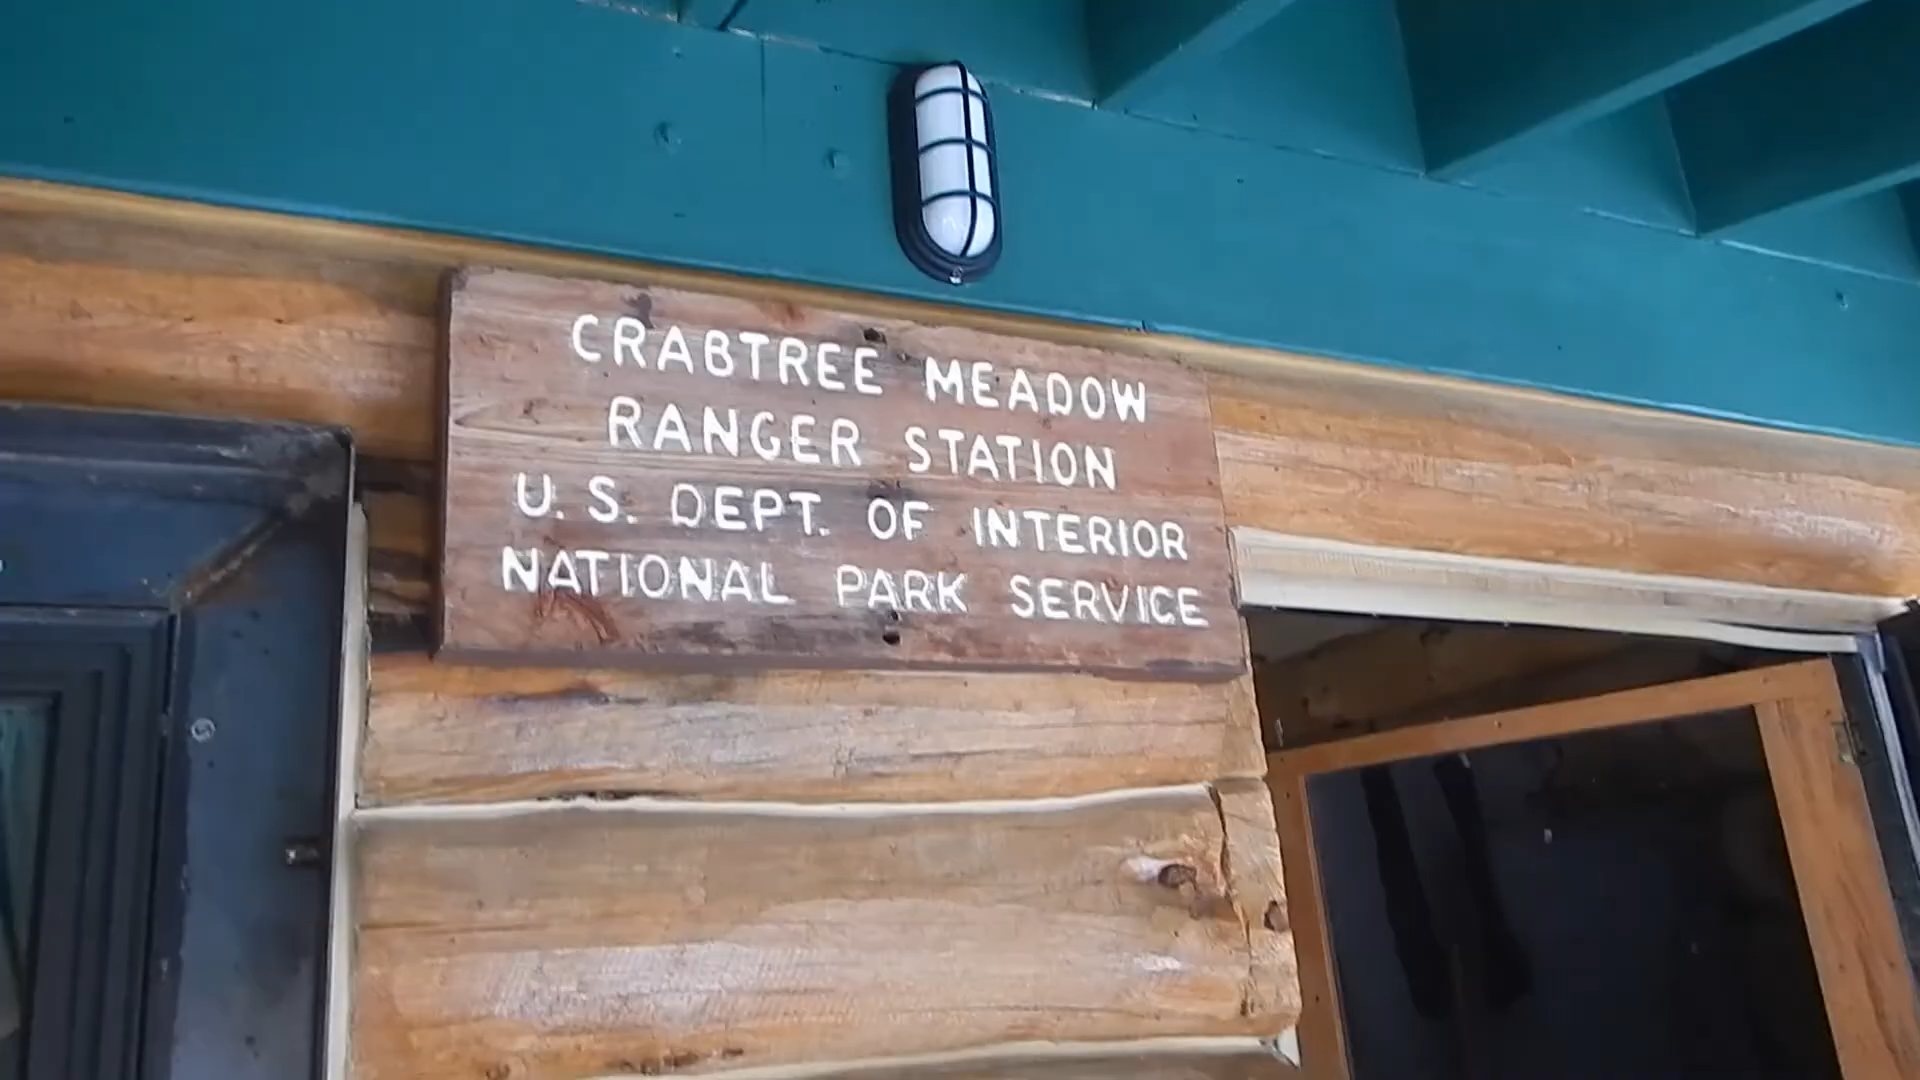 CRABTREE MEADOW
RANGER STATION
U.S. DEPT. OF INTERIOR
NATIONAL PARK SERVICE